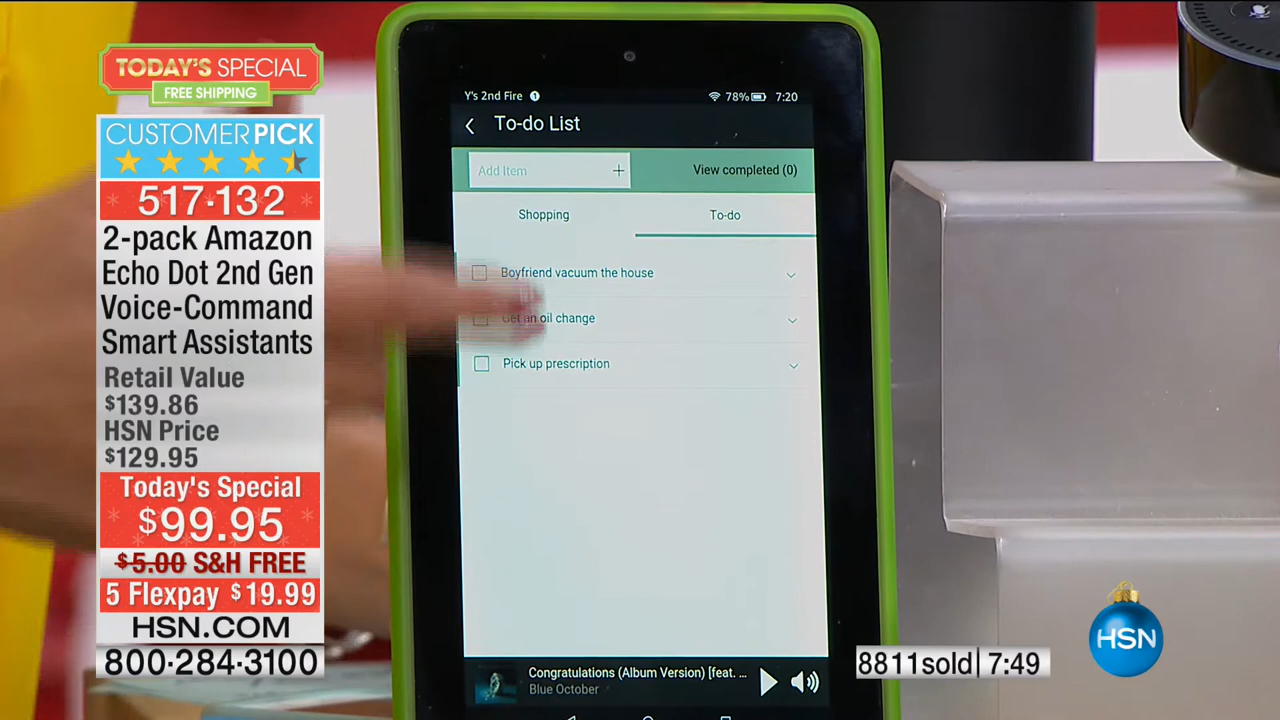 TODAY'S SPECIAL
FREE SHIPPING
CUSTOMER PICK
517·132
2-pack Amazon
Echo Dot 2nd Gen
Voice-Command
Smart Assistants
Retail Value
$139.86
HSN Price
$129.95
Today's Special
$99.95
$5.00 S&H FREE
5 Flexpay $19.99
HSN.COM
800·284·3100
Y's 2nd Fire 1 78% 7:20
To-do List
Add Item + View completed (0)
Shopping To-do
Boyfriend vacuum the house
Get an oil change
Pick up prescription
Congratulations (Album Version) [feat. ...
Blue October
8811sold 7:49
HSN